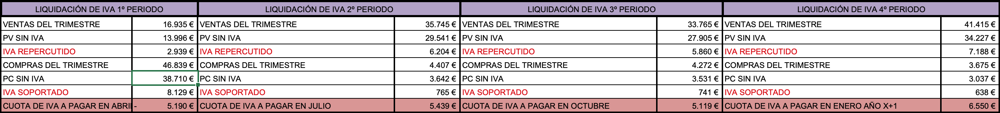 LIQUIDACIÓN DE IVA 1º PERIODO LIQUIDACIÓN DE IVA 2º PERIODO LIQUIDACIÓN DE IVA 3º PERIODO LIQUIDACIÓN DE IVA 4º PERIODO
VENTAS DEL TRIMESTRE 16.935 € VENTAS DEL TRIMESTRE 35.745 € VENTAS DEL TRIMESTRE 33.765 € VENTAS DEL TRIMESTRE 41.415 €
PV SIN IVA 13.996 € PV SIN IVA 29.541 € PV SIN IVA 27.905 € PV SIN IVA 34.227 €
IVA REPERCUTIDO 2.939 € IVA REPERCUTIDO 6.204 € IVA REPERCUTIDO 5.860 € IVA REPERCUTIDO 7.188 €
COMPRAS DEL TRIMESTRE 46.839 € COMPRAS DEL TRIMESTRE 4.407 € COMPRAS DEL TRIMESTRE 4.272 € COMPRAS DEL TRIMESTRE 3.675 €
PC SIN IVA 38.710 € PC SIN IVA 3.642 € PC SIN IVA 3.531 € PC SIN IVA 3.037 €
IVA SOPORTADO 8.129 € IVA SOPORTADO 765 € IVA SOPORTADO 741 € IVA SOPORTADO 638 €
CUOTA DE IVA A PAGAR EN ABRI - 5.190 € CUOTA DE IVA A PAGAR EN JULIO 5.439 € CUOTA DE IVA A PAGAR EN OCTUBRE 5.119 € CUOTA DE IVA A PAGAR EN ENERO AÑO X+1 6.550 €